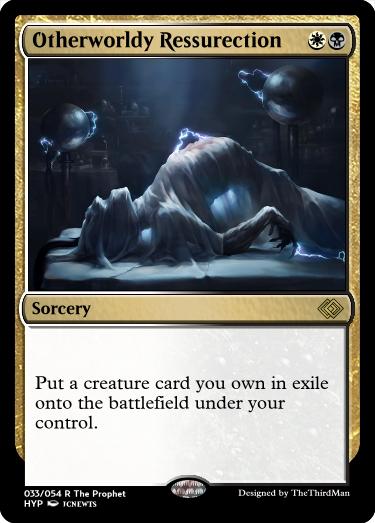 Otherworldy Ressurection
Sorcery
Put a creature card you own in exile
onto the battlefield under your
control.
033/054 R The Prophet
Designed by TheThirdMan
HYP 1CNEWTS